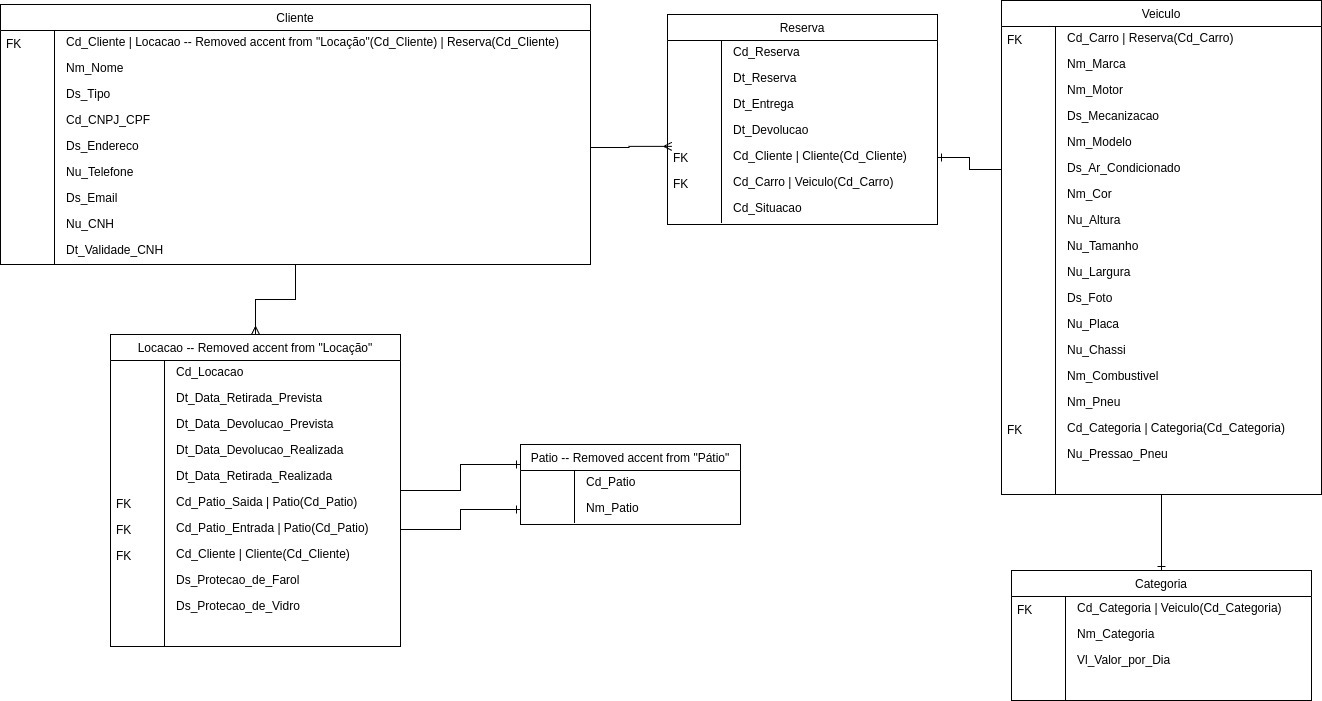 Cliente
FK
Cd_Cliente | Locacao -- Removed accent from "Locação"(Cd_Cliente) | Reserva(Cd_Cliente)
Nm_Nome
Ds_Tipo
Cd_CNPJ_CPF
Ds_Endereco
Nu_Telefone
Ds_Email
Nu_CNH
Dt_Validade_CNH
Reserva
Cd_Reserva
Dt_Reserva
Dt_Entrega
Dt_Devolucao
FK
Cd_Cliente | Cliente(Cd_Cliente)
FK
Cd_Carro | Veiculo(Cd_Carro)
Cd_Situacao
Veiculo
FK
Cd_Carro | Reserva(Cd_Carro)
Nm_Marca
Nm_Motor
Ds_Mecanizacao
Nm_Modelo
Ds_Ar_Condicionado
Nm_Cor
Nu_Altura
Nu_Tamanho
Nu_Largura
Ds_Foto
Nu_Placa
Nu_Chassi
Nm_Combustivel
Nm_Pneu
FK
Cd_Categoria | Categoria(Cd_Categoria)
Nu_Pressao_Pneu
Locacao -- Removed accent from "Locação"
Cd_Locacao
Dt_Data_Retirada_Prevista
Dt_Data_Devolucao_Prevista
Dt_Data_Devolucao_Realizada
Dt_Data_Retirada_Realizada
FK
Cd_Patio_Saida | Patio(Cd_Patio)
FK
Cd_Patio_Entrada | Patio(Cd_Patio)
FK
Cd_Cliente | Cliente(Cd_Cliente)
Ds_Protecao_de_Farol
Ds_Protecao_de_Vidro
Patio -- Removed accent from "Pátio"
Cd_Patio
Nm_Patio
Categoria
FK
Cd_Categoria | Veiculo(Cd_Categoria)
Nm_Categoria
Vl_Valor_por_Dia